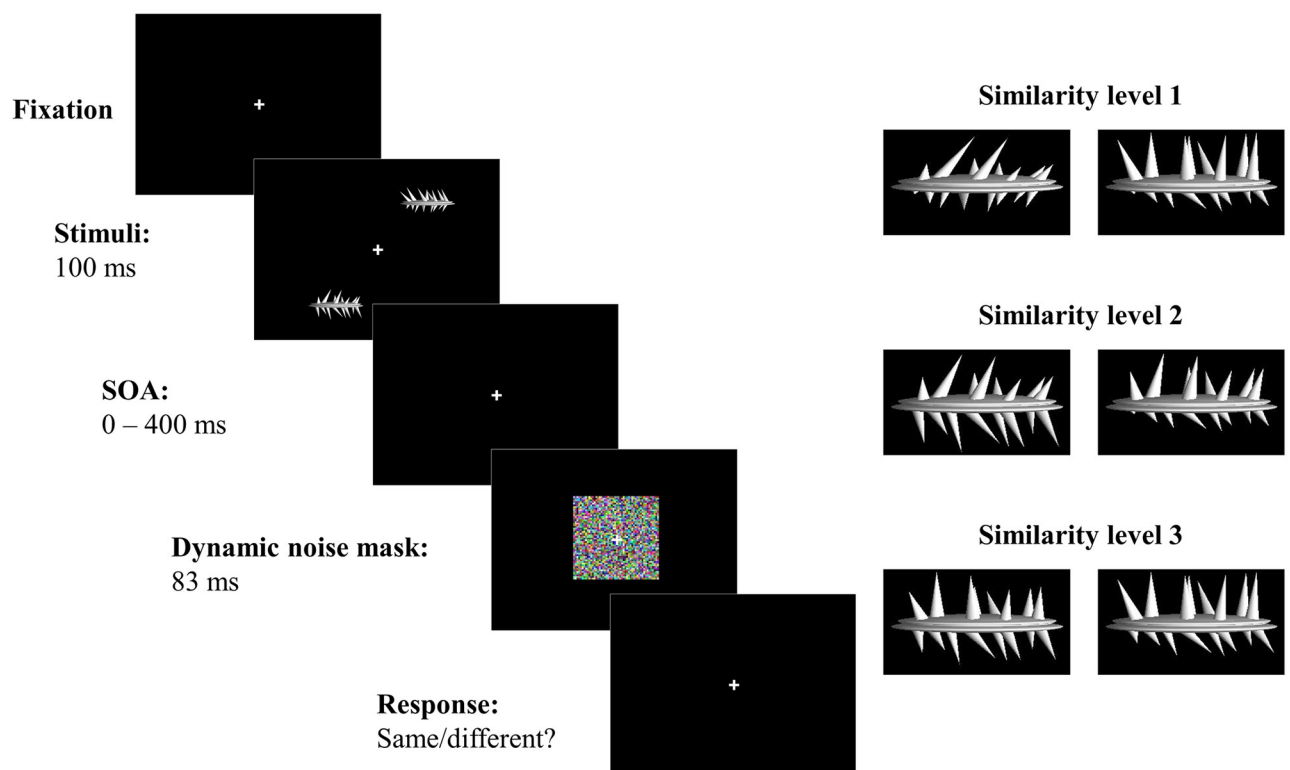 Fixation
Stimuli:
100 ms
SOA:
0 – 400 ms
Dynamic noise mask:
83 ms
Response:
Same/different?
Similarity level 1
Similarity level 2
Similarity level 3